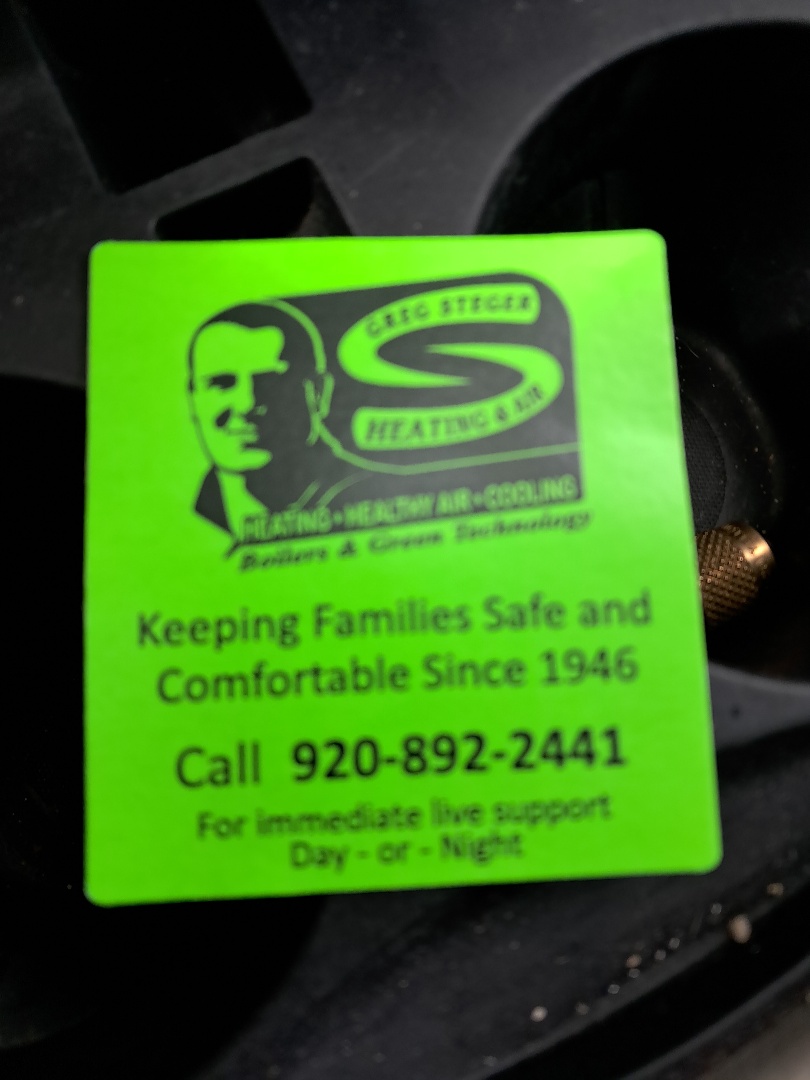 GREG STEGER
HEATING & AIR
HEATING • HEALTHY AIR • COOLING
Boilers & Green Technology
Keeping Families Safe and
Comfortable Since 1946
Call 920-892-2441
For immediate live support
Day - or - Night